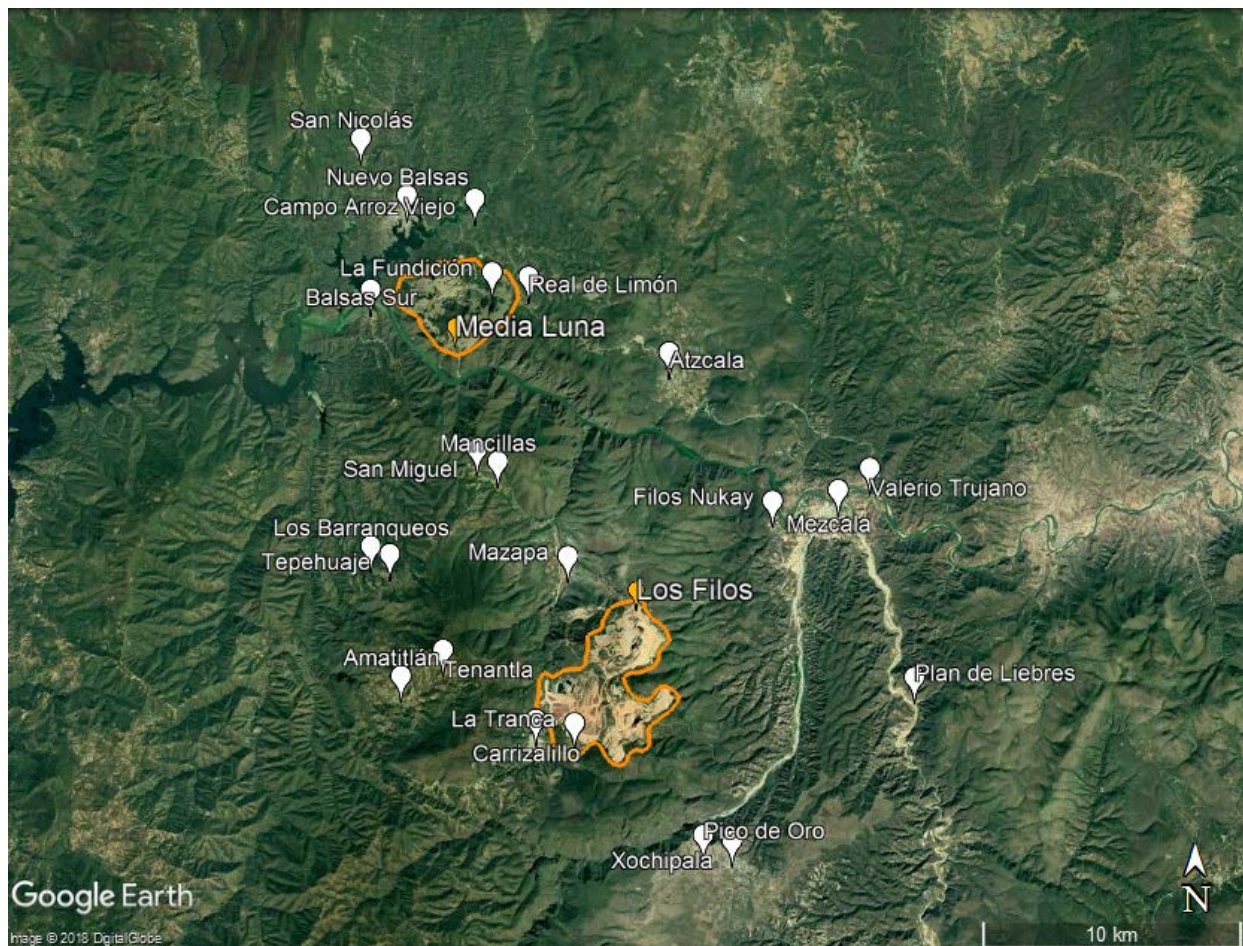 San Nicolás
Nuevo Balsas
Campo Arroz Viejo
La Fundición
Real de Limón
Balsas Sur
Media Luna
Atzcala
Mancillas
San Miguel
Valerio Trujano
Filos Nukay
Mezcala
Los Barranqueos
Tepehuaje
Mazapa
Los Filos
Amatitlán
Tenantla
Plan de Liebres
La Tranca
Carrizalillo
Pico de Oro
Xochipala
Google Earth
N
Image © 2018 DigitalGlobe
10 km